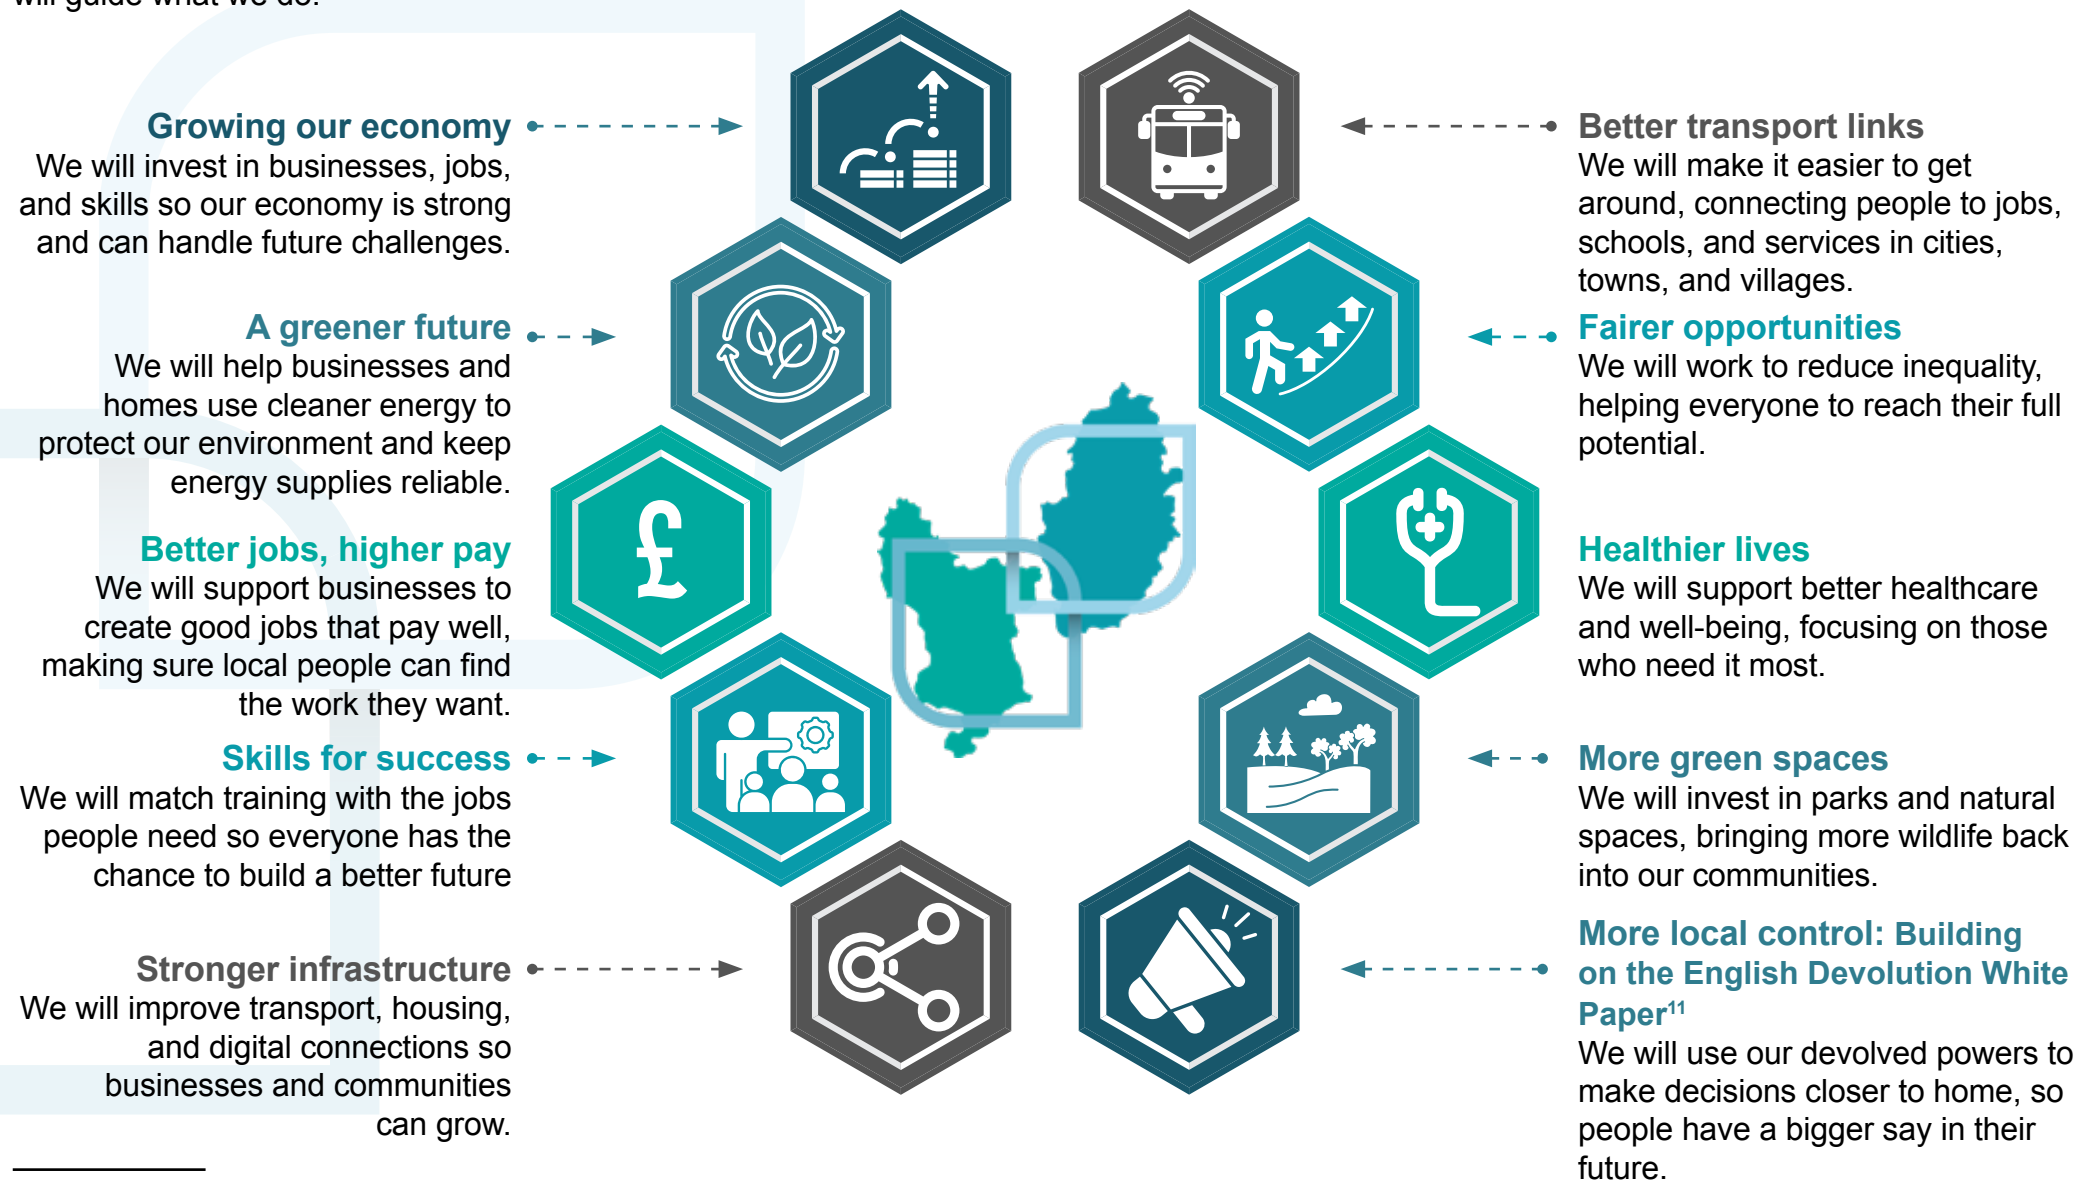 will guide what we do.
Growing our economy
We will invest in businesses, jobs,
and skills so our economy is strong
and can handle future challenges.
A greener future
We will help businesses and
homes use cleaner energy to
protect our environment and keep
energy supplies reliable.
Better jobs, higher pay
We will support businesses to
create good jobs that pay well,
making sure local people can find
the work they want.
Skills for success
We will match training with the jobs
people need so everyone has the
chance to build a better future
Stronger infrastructure
We will improve transport, housing,
and digital connections so
businesses and communities
can grow.
£
Better transport links
We will make it easier to get
around, connecting people to jobs,
schools, and services in cities,
towns, and villages.
Fairer opportunities
We will work to reduce inequality,
helping everyone to reach their full
potential.
Healthier lives
We will support better healthcare
and well-being, focusing on those
who need it most.
More green spaces
We will invest in parks and natural
spaces, bringing more wildlife back
into our communities.
More local control: Building
on the English Devolution White
Paper¹¹
We will use our devolved powers to
make decisions closer to home, so
people have a bigger say in their
future.